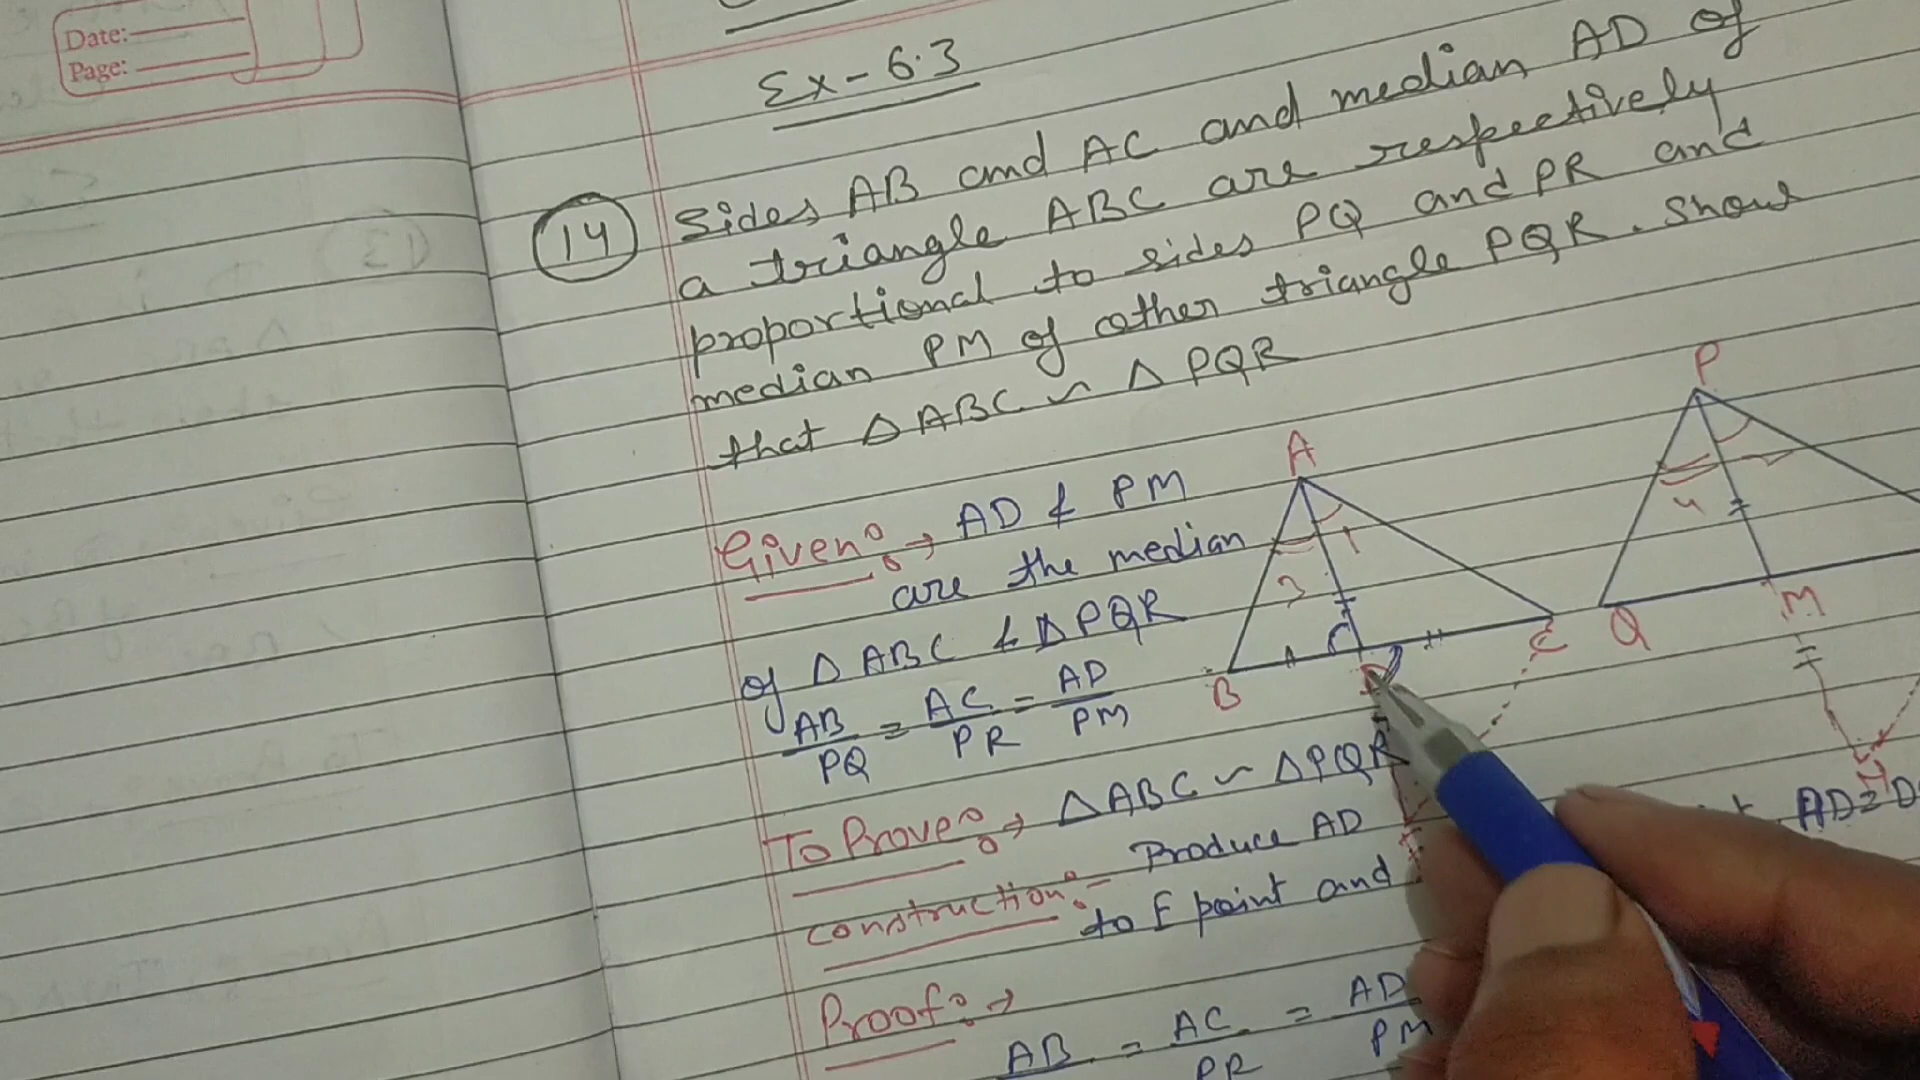 Date:
Page:
Ex - 6.3
14
Sides AB and AC and median AD of
a triangle ABC are respectively
proportional to sides PQ and PR and
median PM of other triangle PQR. Show
that △ABC ∽ △PQR
Given:→ AD & PM
are the median
of △ABC & △PQR
AB/PQ = AC/PR = AD/PM
To Prove:→ △ABC ∽ △PQR
construction:- Produce AD
to E point and
AD=D
Proof:→
AB = AC/PR = AD/PM
A
1
3
B
D
C
P
4
Q
M